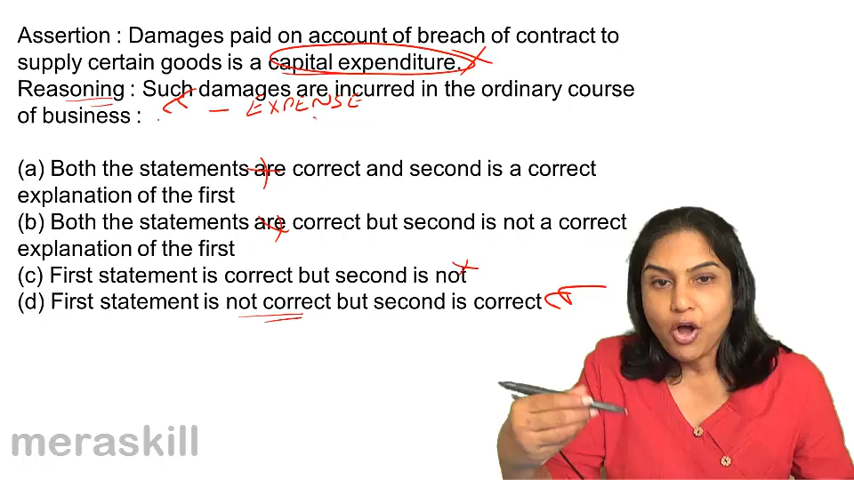 Assertion : Damages paid on account of breach of contract to
supply certain goods is a capital expenditure.
Reasoning : Such damages are incurred in the ordinary course
of business :
- EXPENSE
(a) Both the statements are correct and second is a correct
explanation of the first
(b) Both the statements are correct but second is not a correct
explanation of the first
(c) First statement is correct but second is not
(d) First statement is not correct but second is correct
meraskill